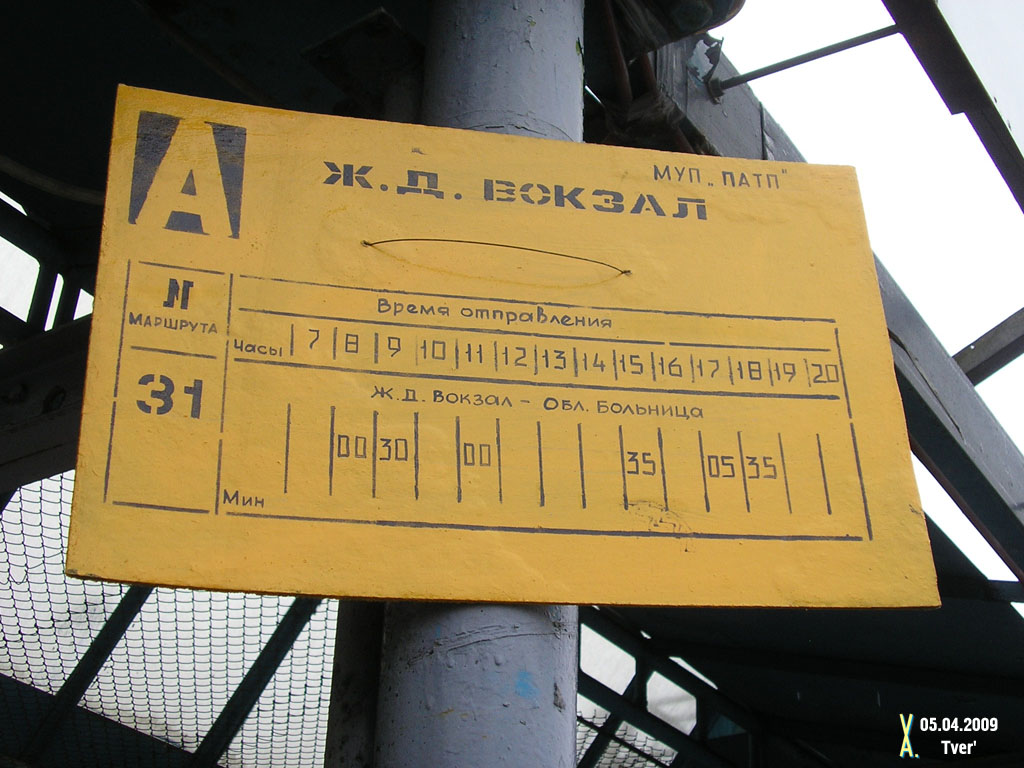 А
Ж.Д. ВОКЗАЛ
МУП „ПАТП"
N
МАРШРУТА
31
Время отправления
Часы 7 8 9 10 11 12 13 14 15 16 17 18 19 20
Ж.Д. Вокзал - Обл. Больница
Мин 00 30 00 35 05 35
05.04.2009
Tver'